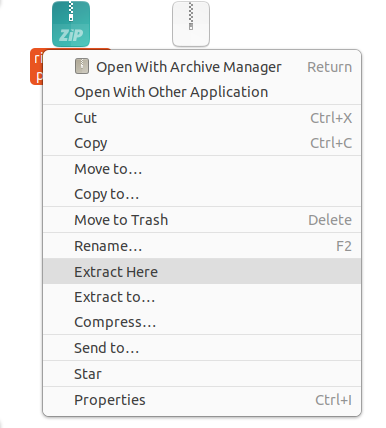 ZIP
Open With Archive Manager Return
Open With Other Application
Cut Ctrl+X
Copy Ctrl+C
Move to…
Copy to…
Move to Trash Delete
Rename… F2
Extract Here
Extract to…
Compress…
Send to…
Star
Properties Ctrl+I